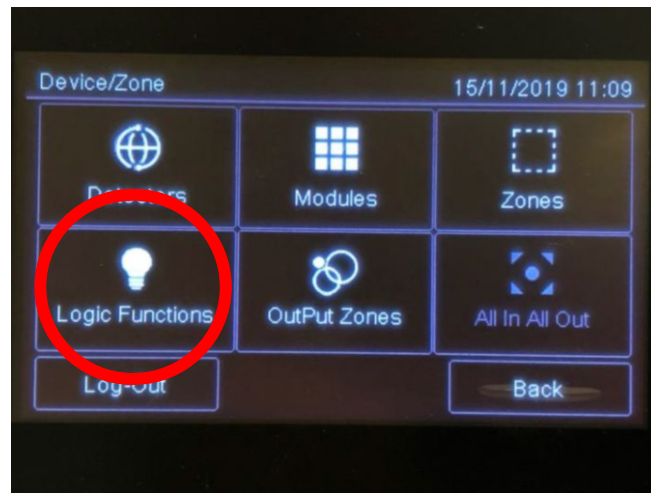 Device/Zone 15/11/2019 11:09
Detectors Modules Zones
Logic Functions OutPut Zones All In All Out
Log-Out Back